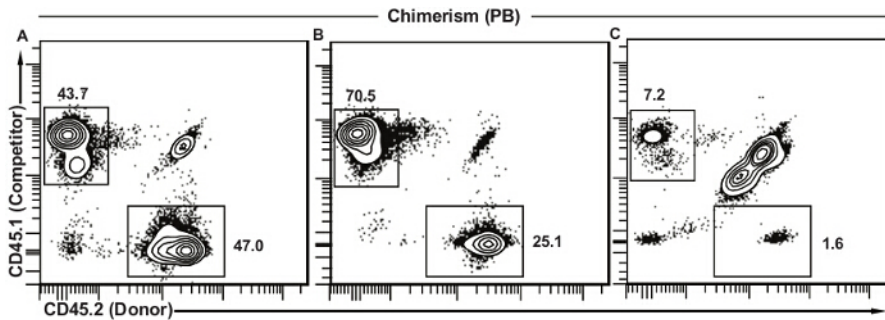 Chimerism (PB)
A
B
C
43.7
70.5
7.2
47.0
25.1
1.6
CD45.1 (Competitor)
CD45.2 (Donor)